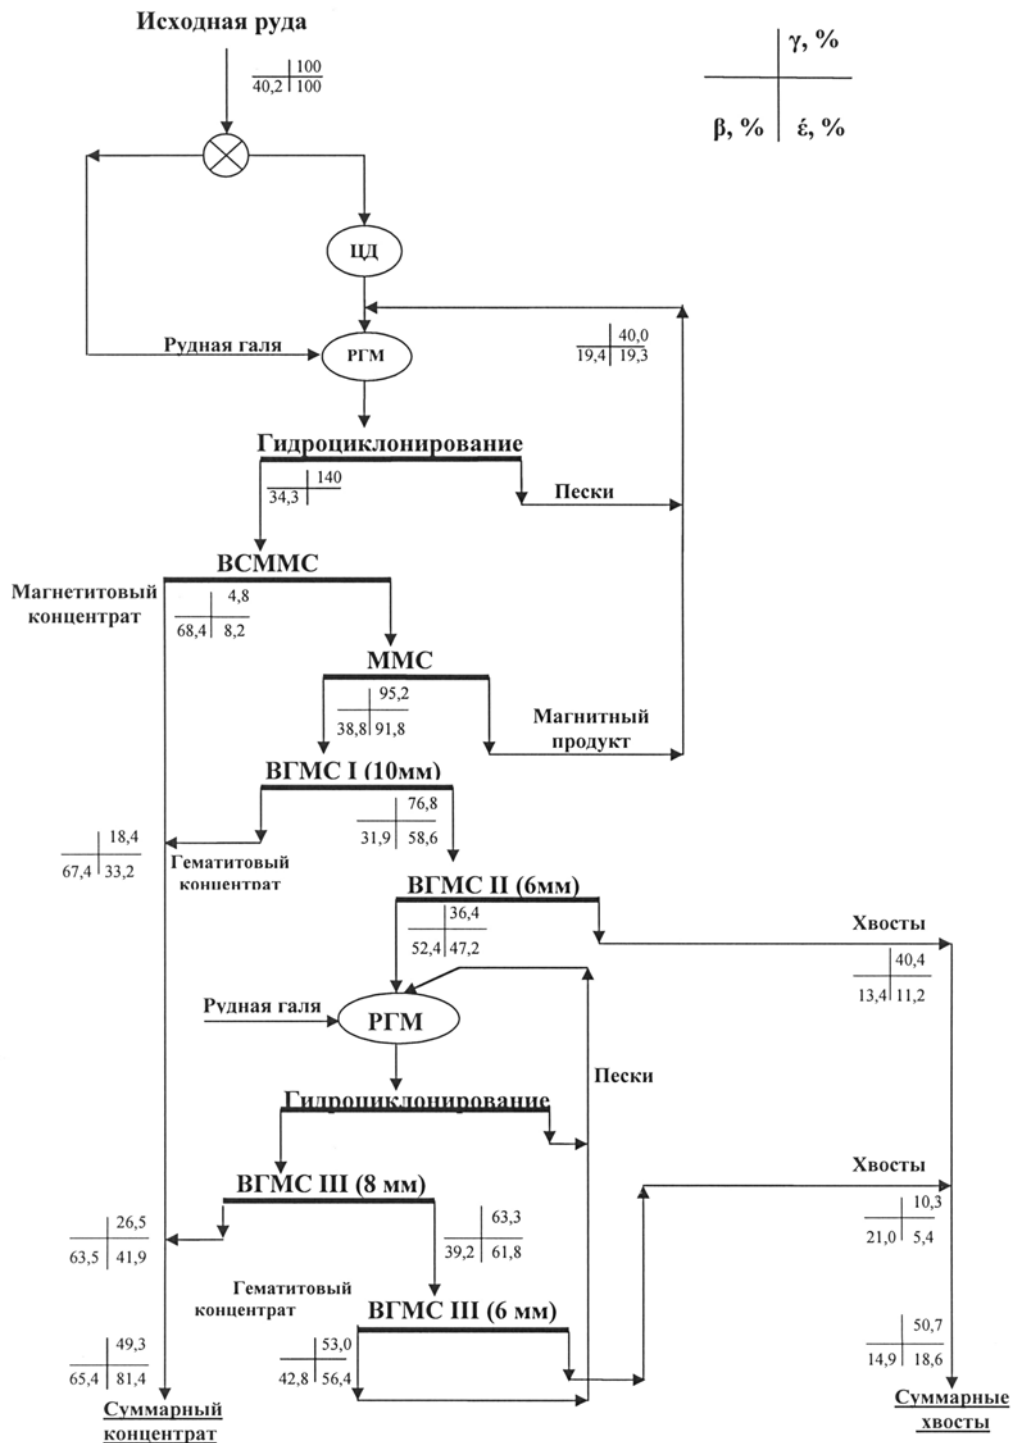 Исходная руда
100
40,2 100
γ, %
β, % έ, %
ЦД
Рудная галя
РГМ
40,0
19,4 19,3
Гидроциклонирование
140
34,3
Пески
ВСММС
Магнетитовый
концентрат
4,8
68,4 8,2
ММС
95,2
38,8 91,8
Магнитный
продукт
ВГМС I (10мм)
76,8
31,9 58,6
18,4
67,4 33,2
Гематитовый
концентрат
ВГМС II (6мм)
36,4
52,4 47,2
Хвосты
40,4
13,4 11,2
Рудная галя
РГМ
Пески
Гидроциклонирование
ВГМС III (8 мм)
Хвосты
10,3
21,0 5,4
26,5
63,5 41,9
63,3
39,2 61,8
Гематитовый
концентрат
ВГМС III (6 мм)
53,0
42,8 56,4
49,3
65,4 81,4
50,7
14,9 18,6
Суммарный
концентрат
Суммарные
хвосты